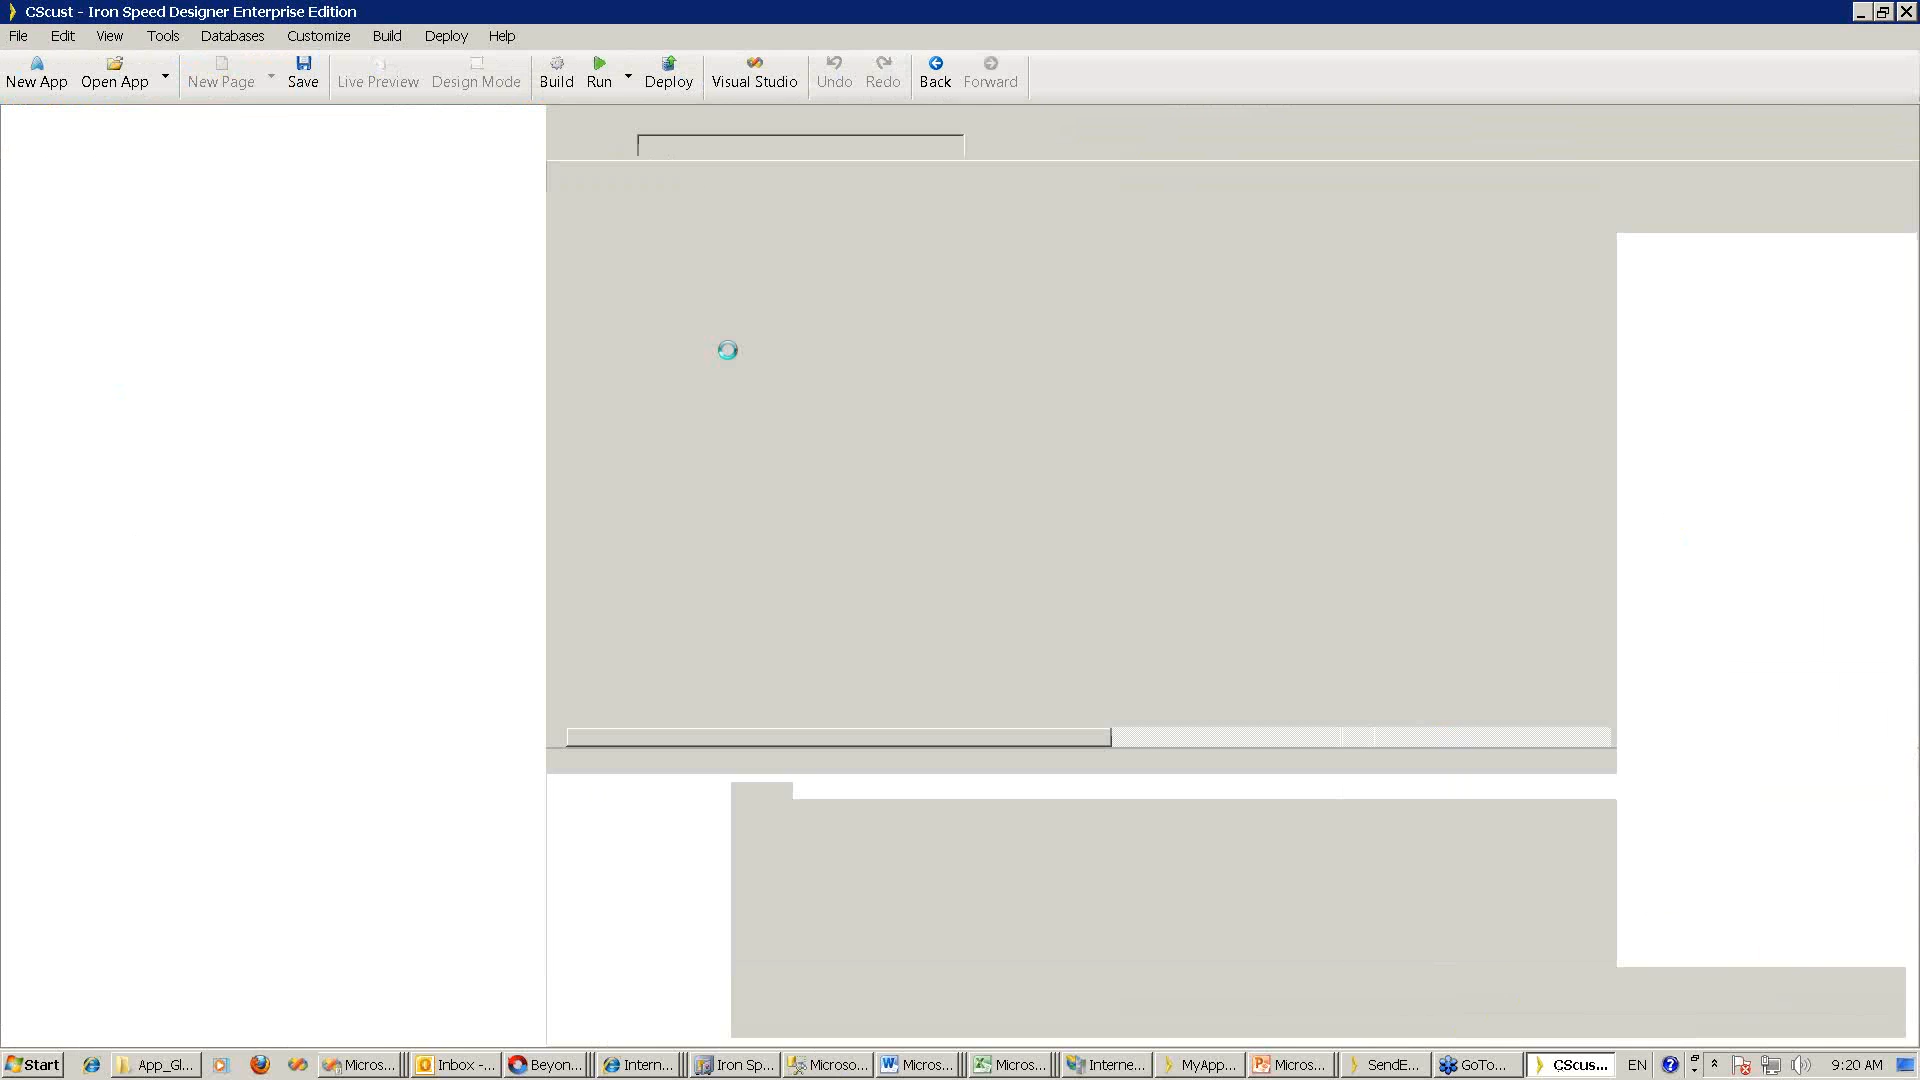 CScust - Iron Speed Designer Enterprise Edition
File Edit View Tools Databases Customize Build Deploy Help
New App Open App New Page Save Live Preview Design Mode Build Run Deploy Visual Studio Undo Redo Back Forward
Start App_Gl... Micros... Inbox -... Beyon... Intern... Iron Sp... Microso... Micros... Micros... Interne... MyApp... Micros... SendE... GoTo... CScus... EN 9:20 AM